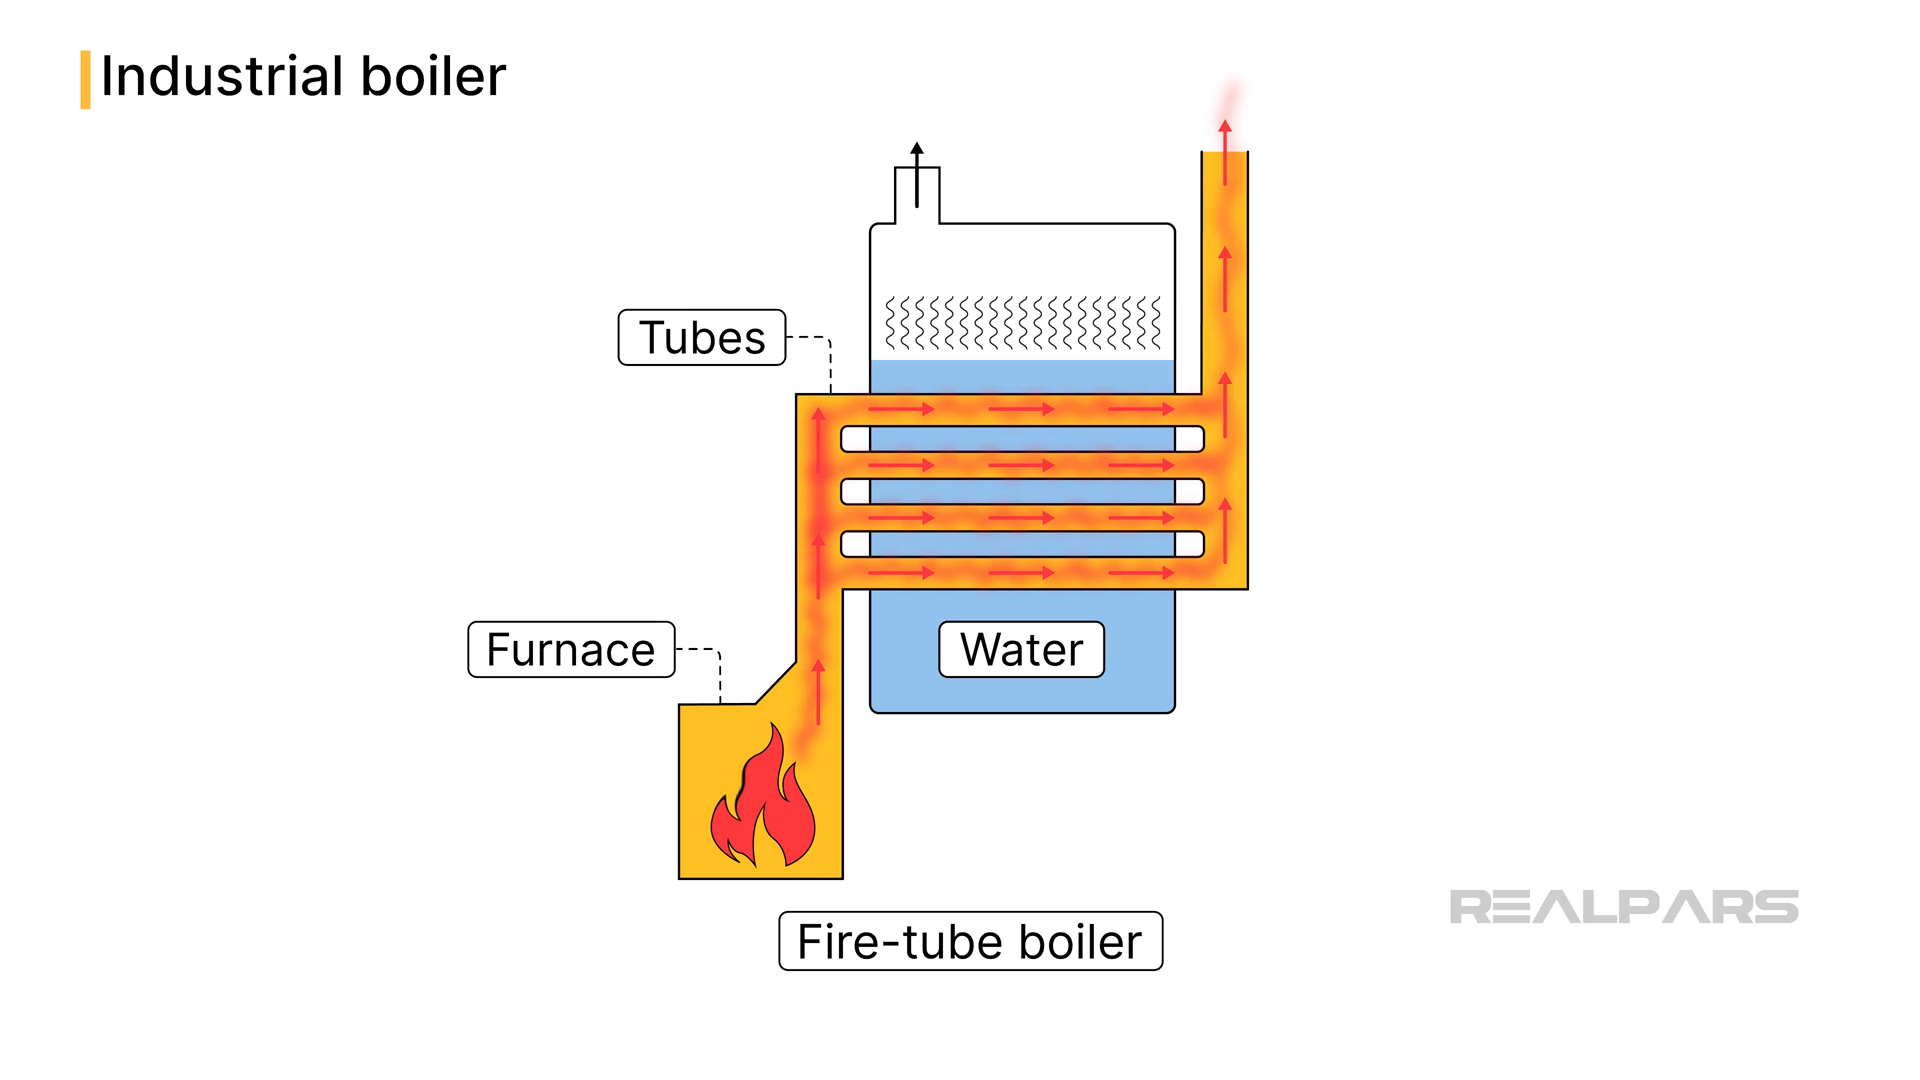 Industrial boiler
Tubes
Furnace
Water
REALPARS
Fire-tube boiler